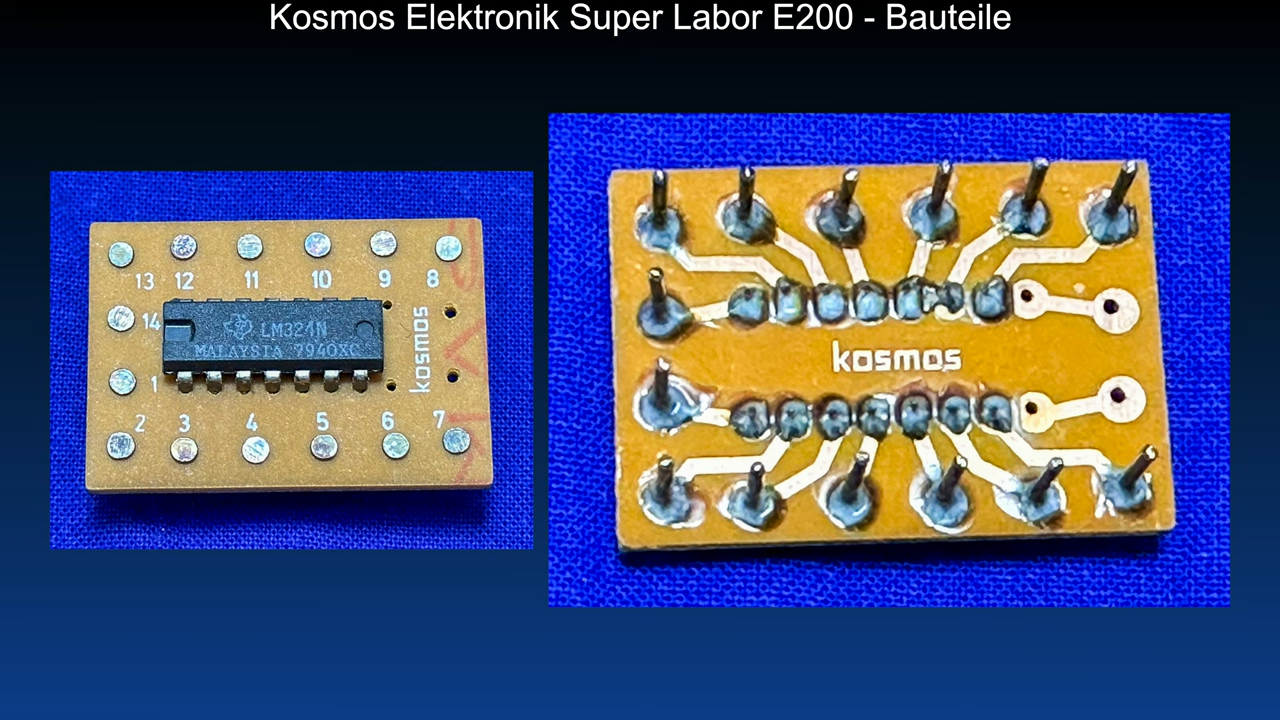 Kosmos Elektronik Super Labor E200 - Bauteile
13 12 11 10 9 8
14
LM324N
MALAYSIA 7940XC
kosmos
1
2 3 4 5 6 7
kosmos